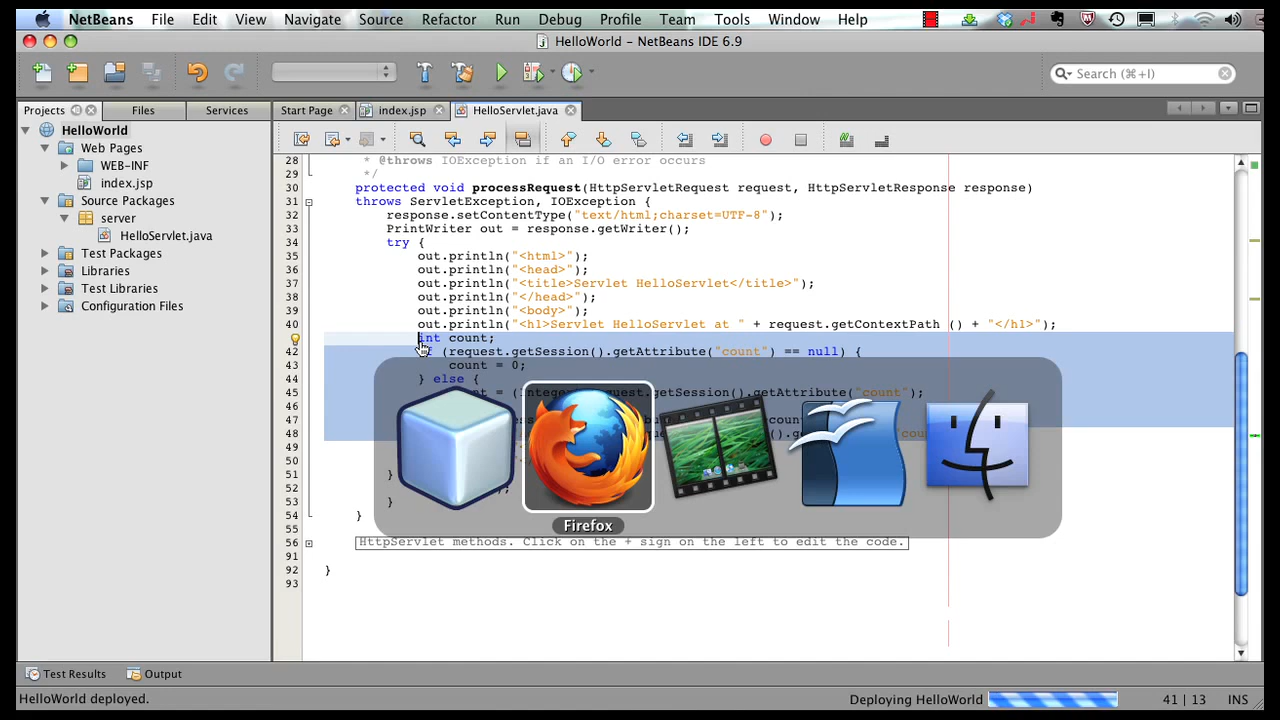 NetBeans File Edit View Navigate Source Refactor Run Debug Profile Team Tools Window Help
HelloWorld – NetBeans IDE 6.9
Search (⌘+I)
Projects Files Services Start Page index.jsp HelloServlet.java
HelloWorld
Web Pages
WEB-INF
index.jsp
Source Packages
server
HelloServlet.java
Test Packages
Libraries
Test Libraries
Configuration Files
28 * @throws IOException if an I/O error occurs
29 */
30 protected void processRequest(HttpServletRequest request, HttpServletResponse response)
31 throws ServletException, IOException {
32 response.setContentType("text/html;charset=UTF-8");
33 PrintWriter out = response.getWriter();
34 try {
35 out.println("<html>");
36 out.println("<head>");
37 out.println("<title>Servlet HelloServlet</title>");
38 out.println("</head>");
39 out.println("<body>");
40 out.println("<h1>Servlet HelloServlet at " + request.getContextPath () + "</h1>");
int count;
42 (request.getSession().getAttribute("count") == null) {
43 count = 0;
44 } else {
45 = (Integer) request.getSession().getAttribute("count");
46
47
48
49
50
51 }
52
53 }
54 }
55
56 HttpServlet methods. Click on the + sign on the left to edit the code.
91
92 }
93
Firefox
Test Results Output
HelloWorld deployed. Deploying HelloWorld 41 | 13 INS